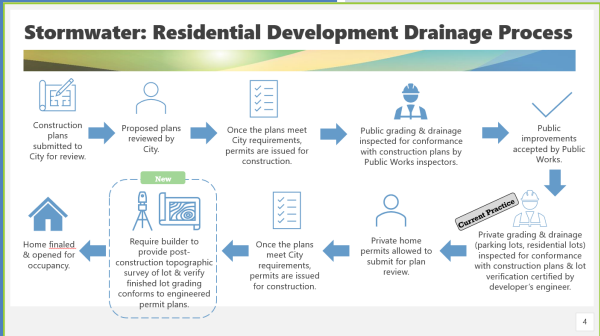 Stormwater: Residential Development Drainage Process
Construction
plans
submitted to
City for review.
Proposed plans
reviewed by
City.
Once the plans meet
City requirements,
permits are issued for
construction.
Public grading & drainage
inspected for conformance
with construction plans by
Public Works inspectors.
Public
improvements
accepted by Public
Works.
Current Practice
Private grading & drainage
(parking lots, residential lots)
inspected for conformance
with construction plans & lot
verification certified by
developer's engineer.
Private home
permits allowed to
submit for plan
review.
Once the plans
meet City
requirements,
permits are issued
for construction.
New
Require builder to
provide post-
construction topographic
survey of lot & verify
finished lot grading
conforms to engineered
permit plans.
Home finaled
& opened for
occupancy.
4